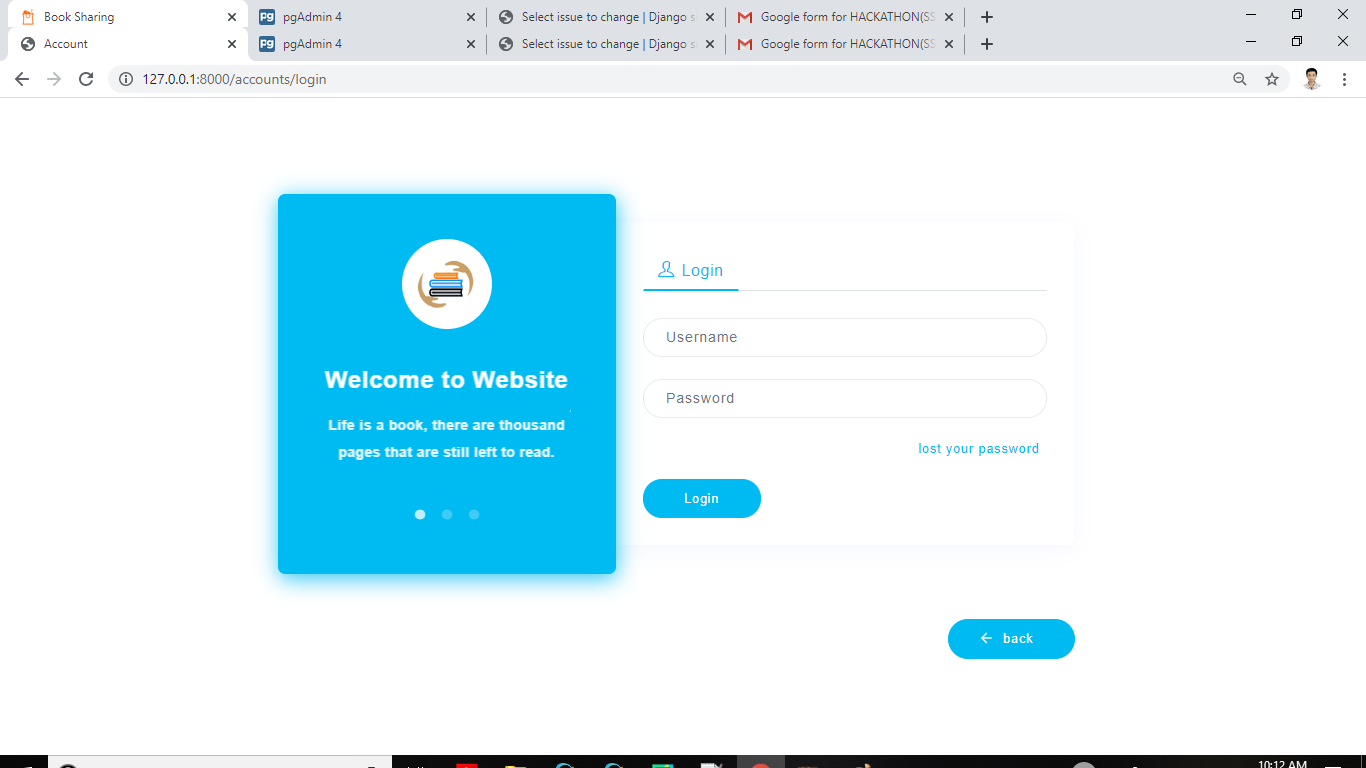 Book Sharing
pgAdmin 4
Select issue to change | Django s
Google form for HACKATHON(SS
Account
pgAdmin 4
Select issue to change | Django s
Google form for HACKATHON(SS
127.0.0.1:8000/accounts/login
Welcome to Website
Life is a book, there are thousand
pages that are still left to read.
Login
Username
Password
lost your password
Login
back
10:12 AM